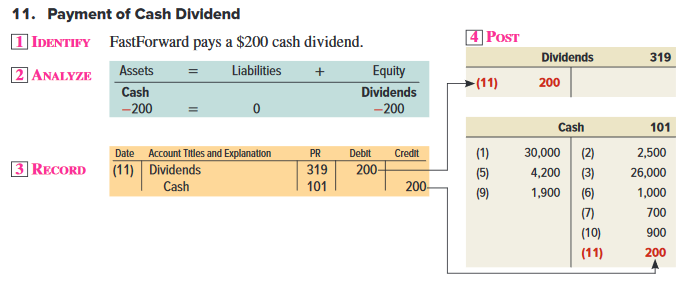 11. Payment of Cash Dividend
1 IDENTIFY FastForward pays a $200 cash dividend.
2 ANALYZE
Assets = Liabilities + Equity
Cash Dividends
−200 = 0 −200
3 RECORD
Date Account Titles and Explanation PR Debit Credit
(11) Dividends 319 200
Cash 101 200
4 POST
Dividends 319
(11) 200
Cash 101
(1) 30,000 (2) 2,500
(5) 4,200 (3) 26,000
(9) 1,900 (6) 1,000
(7) 700
(10) 900
(11) 200